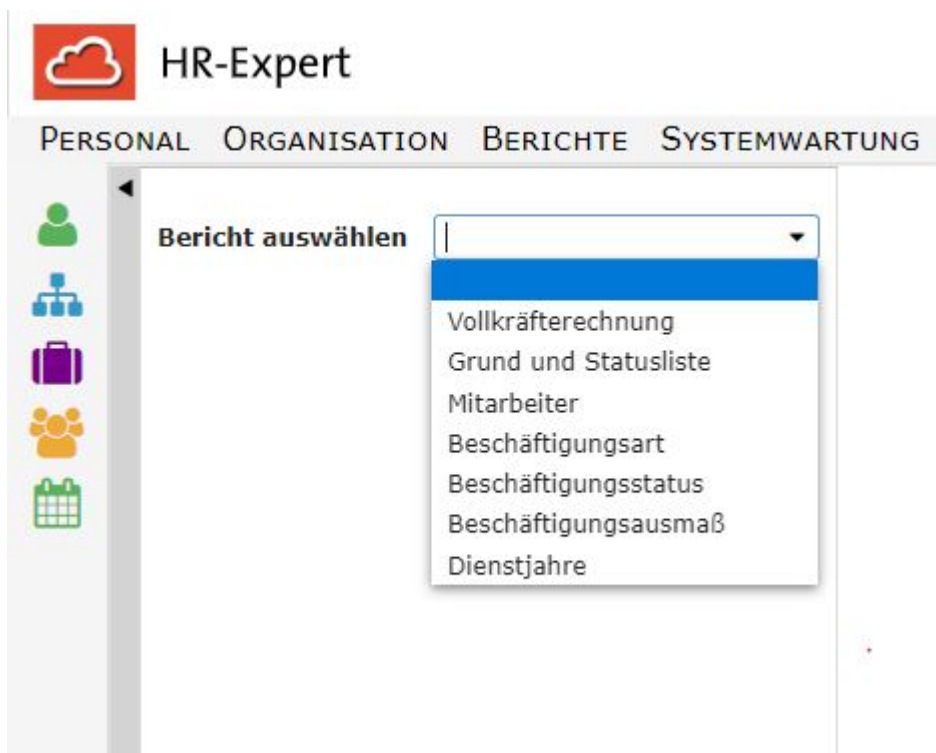 HR-Expert
PERSONAL ORGANISATION BERICHTE SYSTEMWARTUNG
Bericht auswählen
Vollkräfterechnung
Grund und Statusliste
Mitarbeiter
Beschäftigungsart
Beschäftigungsstatus
Beschäftigungsausmaß
Dienstjahre